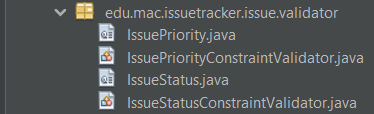 edu.mac.issuetracker.issue.validator
IssuePriority.java
IssuePriorityConstraintValidator.java
IssueStatus.java
IssueStatusConstraintValidator.java